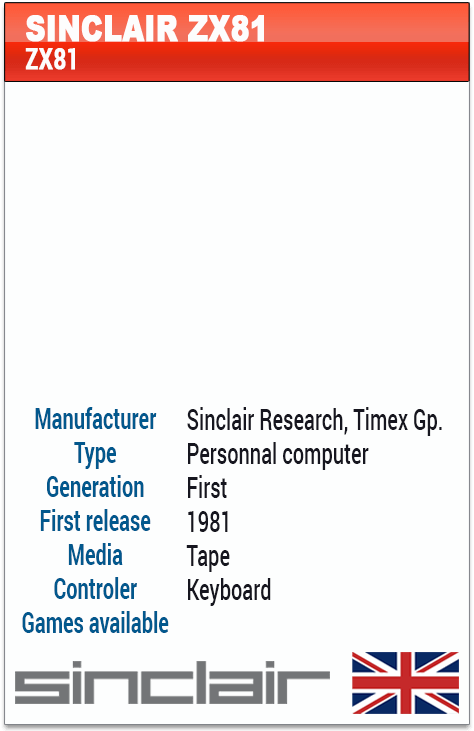 SINCLAIR ZX81
ZX81
Manufacturer Sinclair Research, Timex Gp.
Type Personnal computer
Generation First
First release 1981
Media Tape
Controler Keyboard
Games available
sinclair